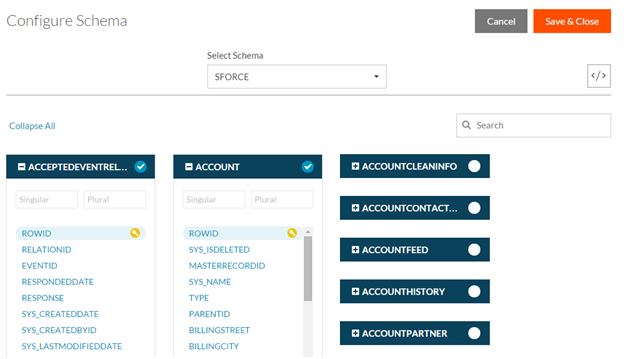 Configure Schema
Cancel
Save & Close
Select Schema
SFORCE
</>
Collapse All
Search
ACCEPTEDEVENTREL...
Singular
Plural
ROWID
RELATIONID
EVENTID
RESPONDEDDATE
RESPONSE
SYS_CREATEDDATE
SYS_CREATEDBYID
SYS_LASTMODIFIEDDATE
ACCOUNT
Singular
Plural
ROWID
SYS_ISDELETED
MASTERRECORDID
SYS_NAME
TYPE
PARENTID
BILLINGSTREET
BILLINGCITY
ACCOUNTCLEANINFO
ACCOUNTCONTACT...
ACCOUNTFEED
ACCOUNTHISTORY
ACCOUNTPARTNER